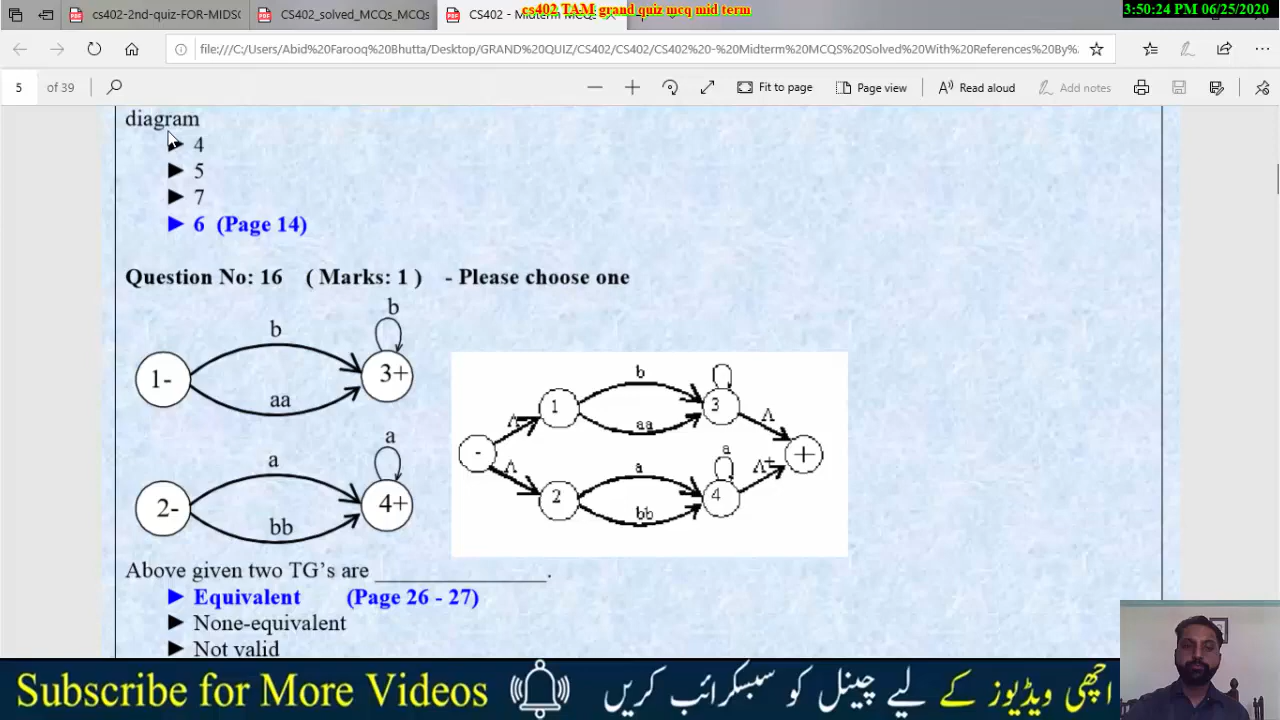 cs402-2nd-quiz-FOR-MIDSO
CS402_solved_MCQs_MCQs
CS402 - Midterm MCQS
cs402 TAM grand quiz mcq mid term
3:50:24 PM 06/25/2020
file:///C:/Users/Abid%20Farooq%20Bhutta/Desktop/GRAND%20QUIZ/CS402/CS402/CS402%20-%20Midterm%20MCQS%20Solved%20With%20References%20By%
5 of 39
Fit to page
Page view
Read aloud
Add notes
diagram
► 4
► 5
► 7
► 6 (Page 14)
Question No: 16 ( Marks: 1 ) - Please choose one
b
b
1-
3+
aa
a
a
2-
4+
bb
b
1
3
Λ
aa
Λ
-
+
Λ
a
a
Λ+
2
4
bb
Above given two TG's are _______________.
► Equivalent (Page 26 - 27)
► None-equivalent
► Not valid
Subscribe for More Videos
اچھی ویڈیوز کے لیے چینل کو سبسکرائب کریں